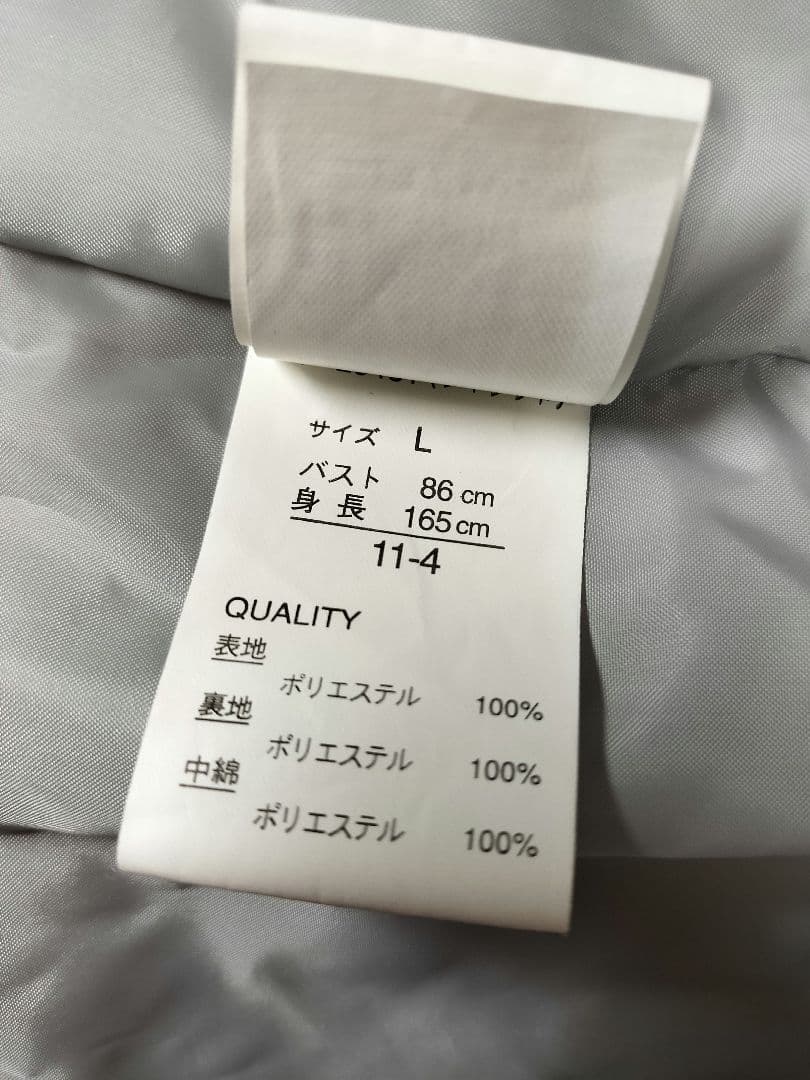 サイズ L
バスト 86 cm
身長 165cm
11-4
QUALITY
表地
ポリエステル 100%
裏地
ポリエステル 100%
中綿
ポリエステル 100%